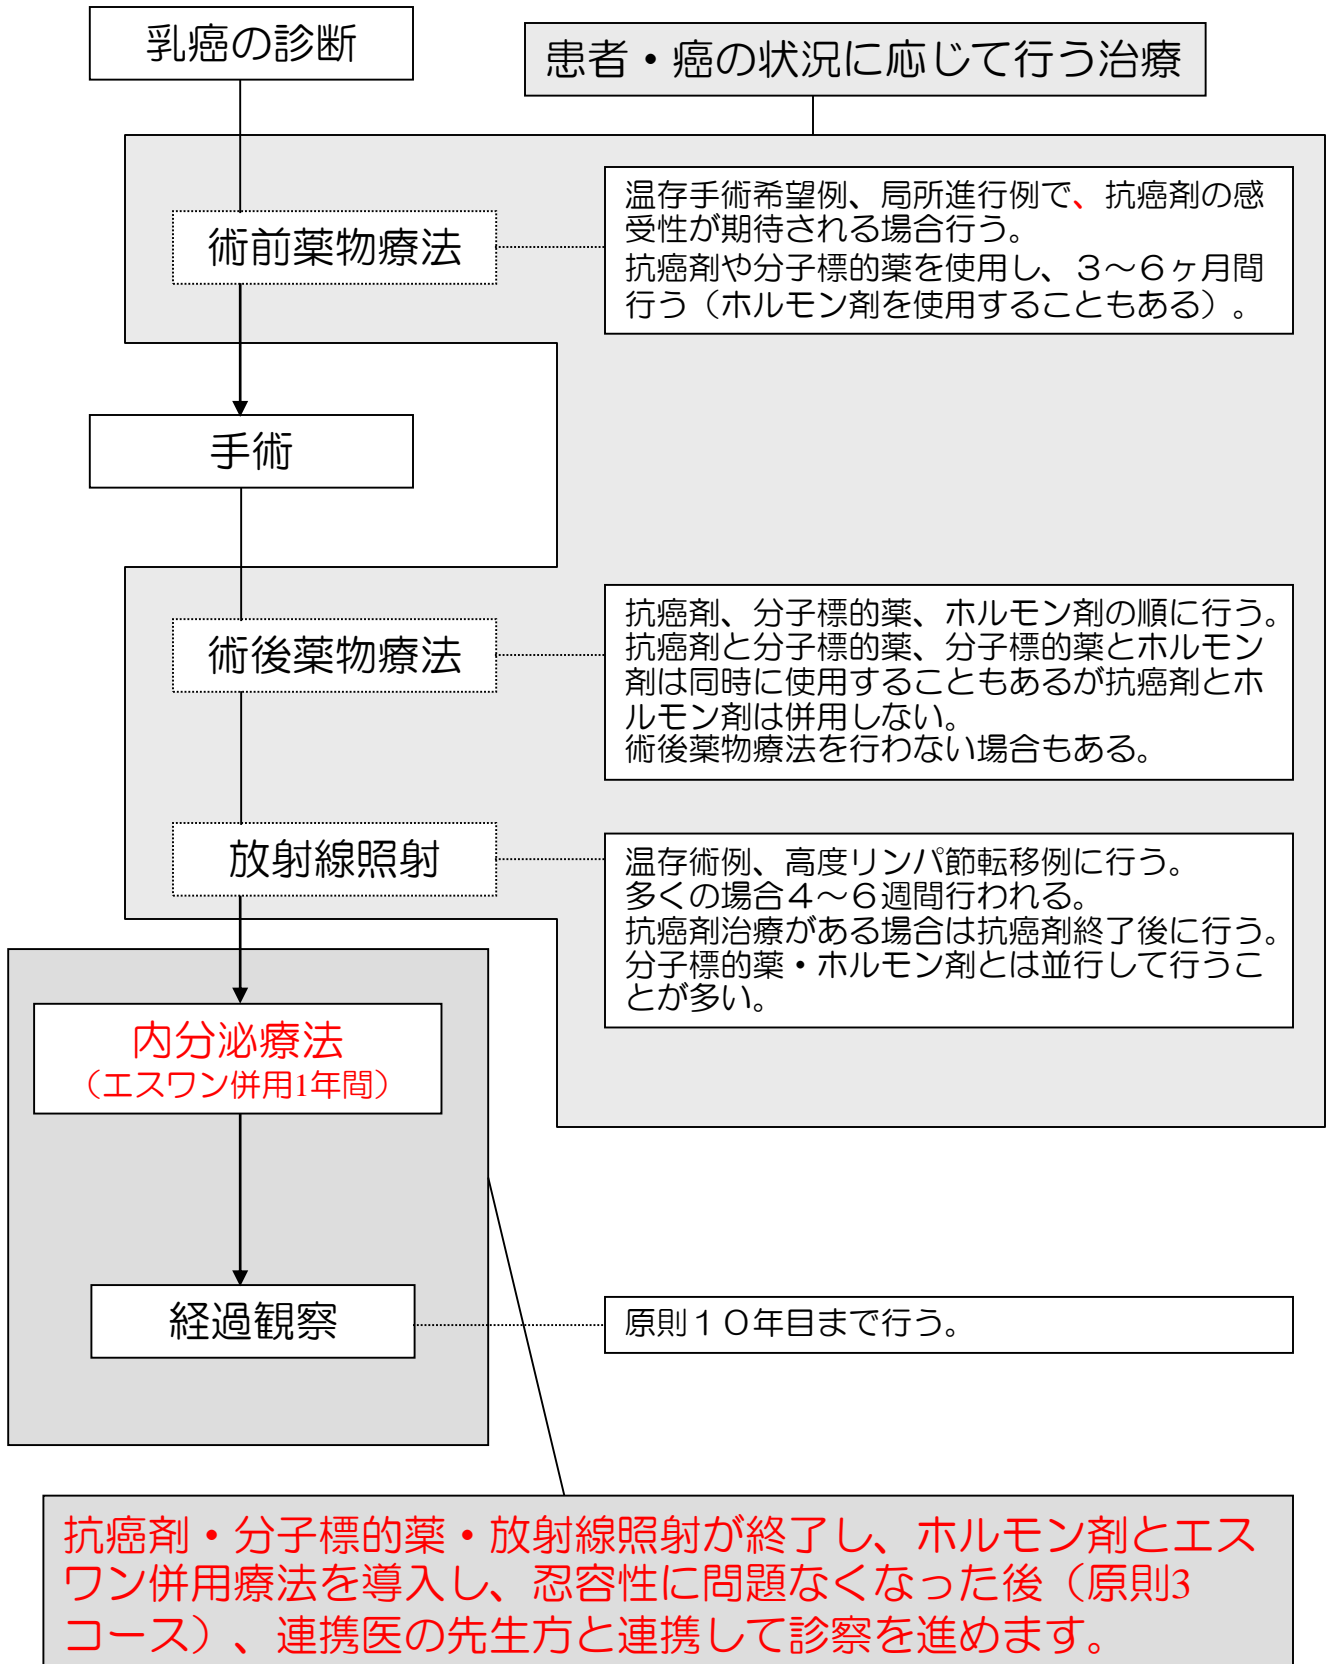 乳癌の診断
患者・癌の状況に応じて行う治療
術前薬物療法
温存手術希望例、局所進行例で、抗癌剤の感
受性が期待される場合行う。
抗癌剤や分子標的薬を使用し、３～６ヶ月間
行う（ホルモン剤を使用することもある）。
手術
術後薬物療法
抗癌剤、分子標的薬、ホルモン剤の順に行う。
抗癌剤と分子標的薬、分子標的薬とホルモン
剤は同時に使用することもあるが抗癌剤とホ
ルモン剤は併用しない。
術後薬物療法を行わない場合もある。
放射線照射
温存術例、高度リンパ節転移例に行う。
多くの場合４～６週間行われる。
抗癌剤治療がある場合は抗癌剤終了後に行う。
分子標的薬・ホルモン剤とは並行して行うこ
とが多い。
内分泌療法
（エスワン併用1年間）
経過観察
原則１０年目まで行う。
抗癌剤・分子標的薬・放射線照射が終了し、ホルモン剤とエス
ワン併用療法を導入し、忍容性に問題なくなった後（原則3
コース）、連携医の先生方と連携して診察を進めます。